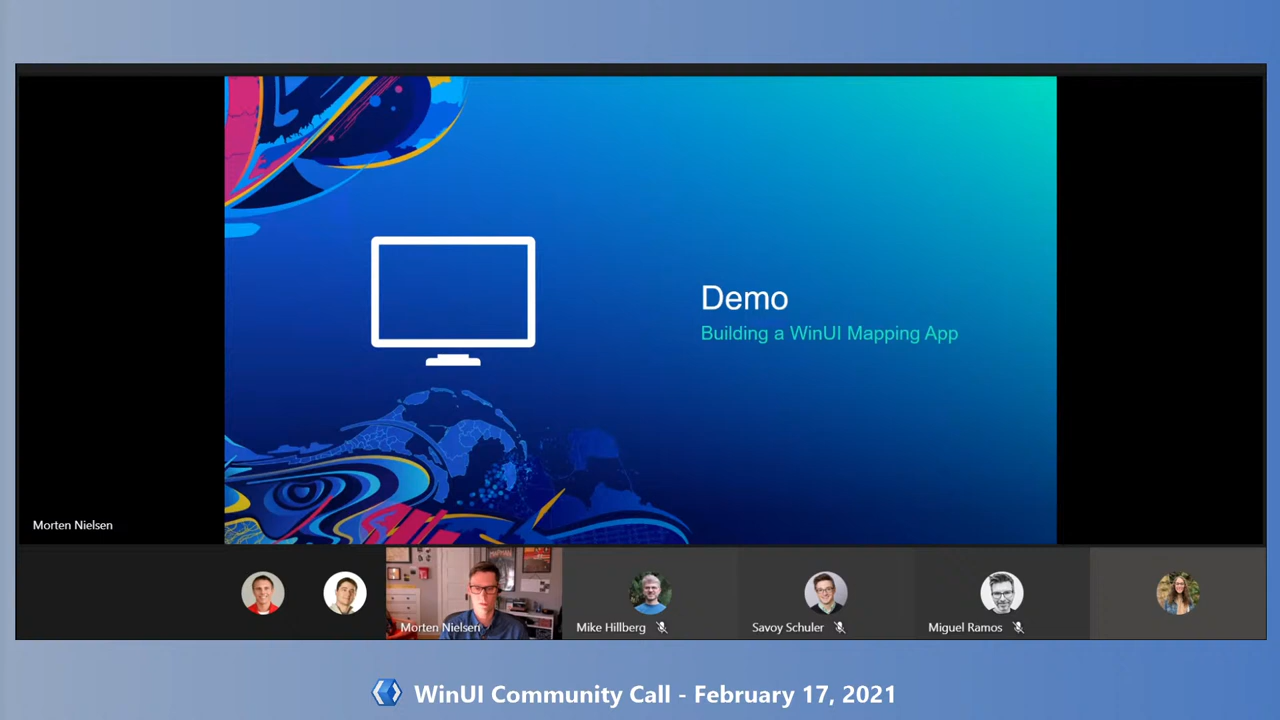 Demo
Building a WinUI Mapping App
Morten Nielsen
Morten Nielsen
Mike Hillberg
Savoy Schuler
Miguel Ramos
WinUI Community Call - February 17, 2021